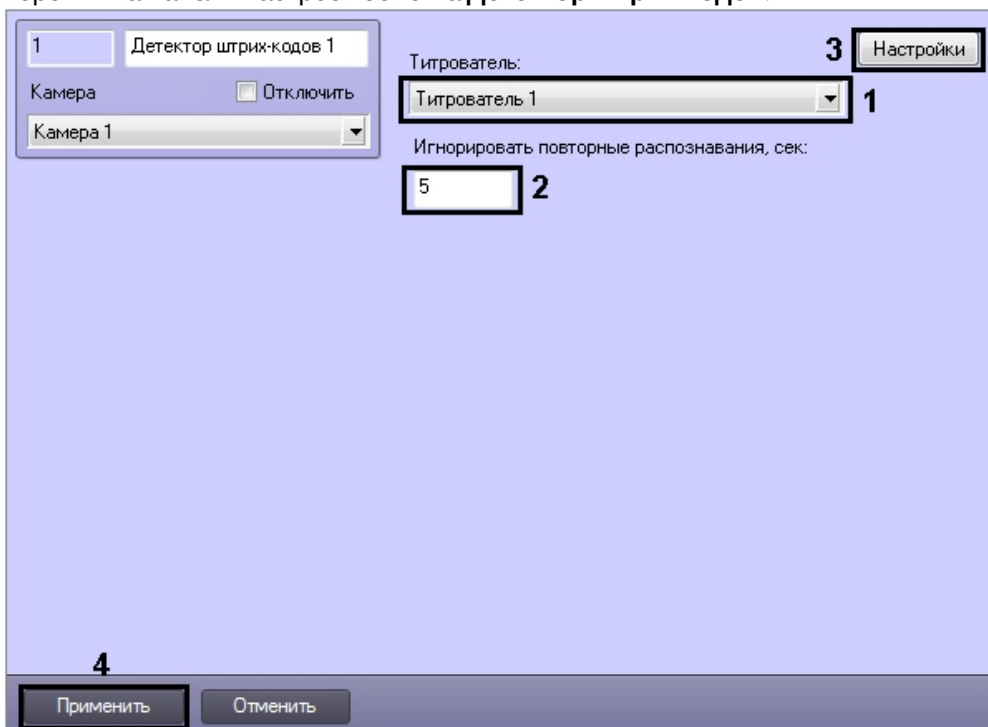 1
Детектор штрих-кодов 1
Камера
Отключить
Камера 1
Титрователь:
3
Настройки
Титрователь 1
1
Игнорировать повторные распознавания, сек:
5
2
4
Применить
Отменить